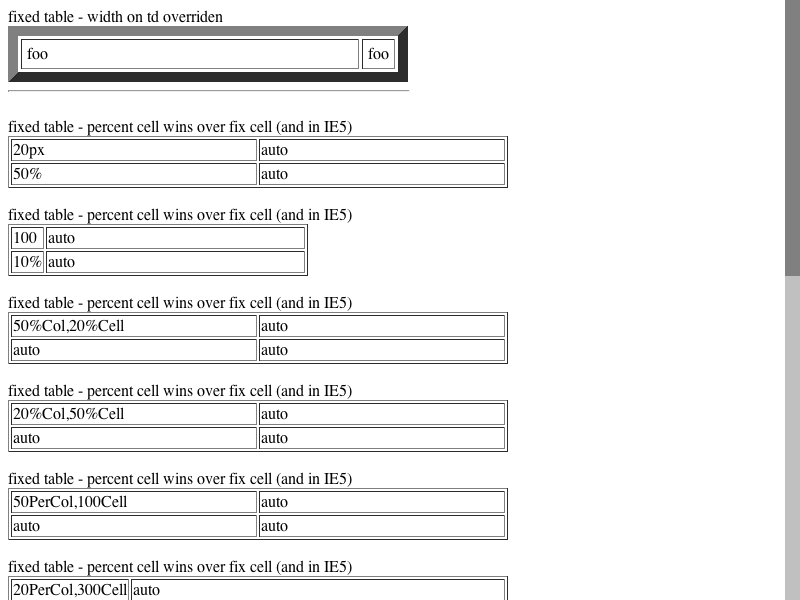 fixed table - width on td overriden
foo foo
fixed table - percent cell wins over fix cell (and in IE5)
20px auto
50% auto
fixed table - percent cell wins over fix cell (and in IE5)
100 auto
10% auto
fixed table - percent cell wins over fix cell (and in IE5)
50%Col,20%Cell auto
auto auto
fixed table - percent cell wins over fix cell (and in IE5)
20%Col,50%Cell auto
auto auto
fixed table - percent cell wins over fix cell (and in IE5)
50PerCol,100Cell auto
auto auto
fixed table - percent cell wins over fix cell (and in IE5)
20PerCol,300Cell auto